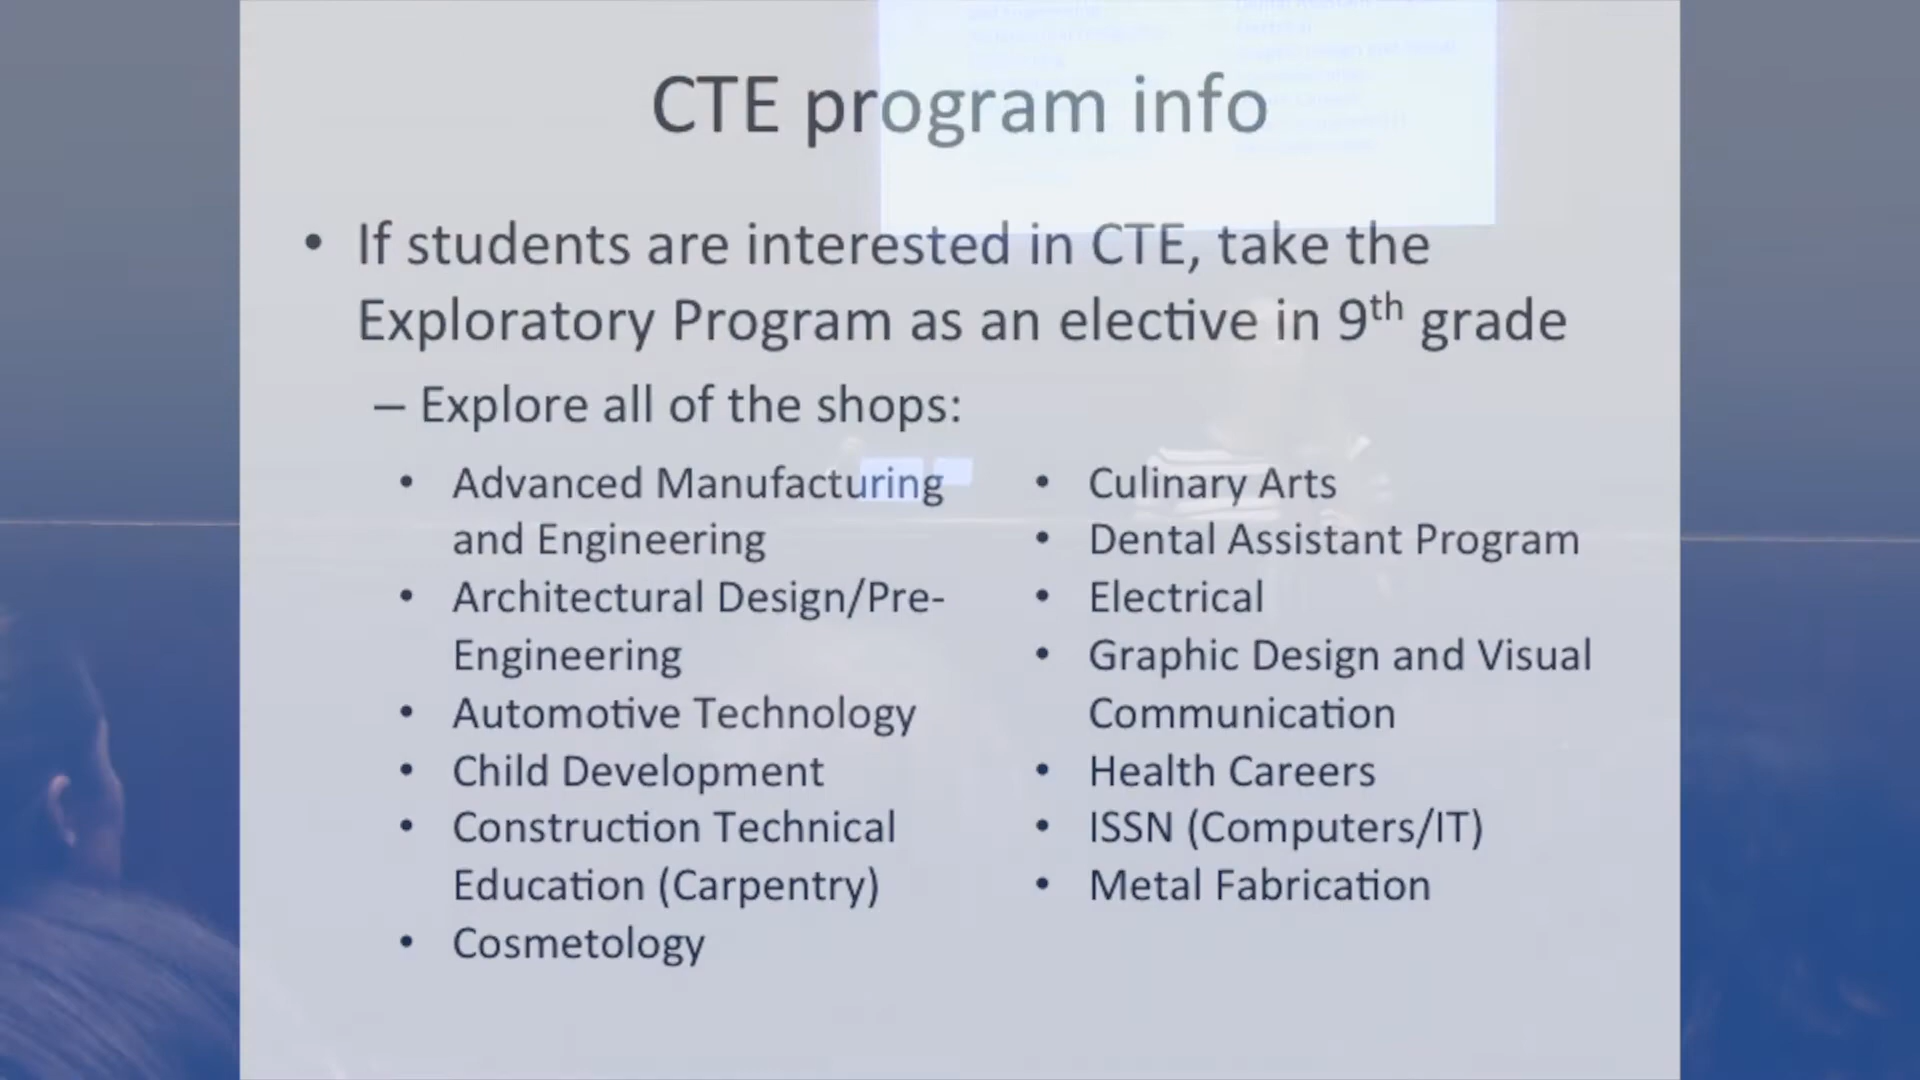 CTE program info
• If students are interested in CTE, take the
Exploratory Program as an elective in 9th grade
– Explore all of the shops:
• Advanced Manufacturing
and Engineering
• Architectural Design/Pre-
Engineering
• Automotive Technology
• Child Development
• Construction Technical
Education (Carpentry)
• Cosmetology
• Culinary Arts
• Dental Assistant Program
• Electrical
• Graphic Design and Visual
Communication
• Health Careers
• ISSN (Computers/IT)
• Metal Fabrication